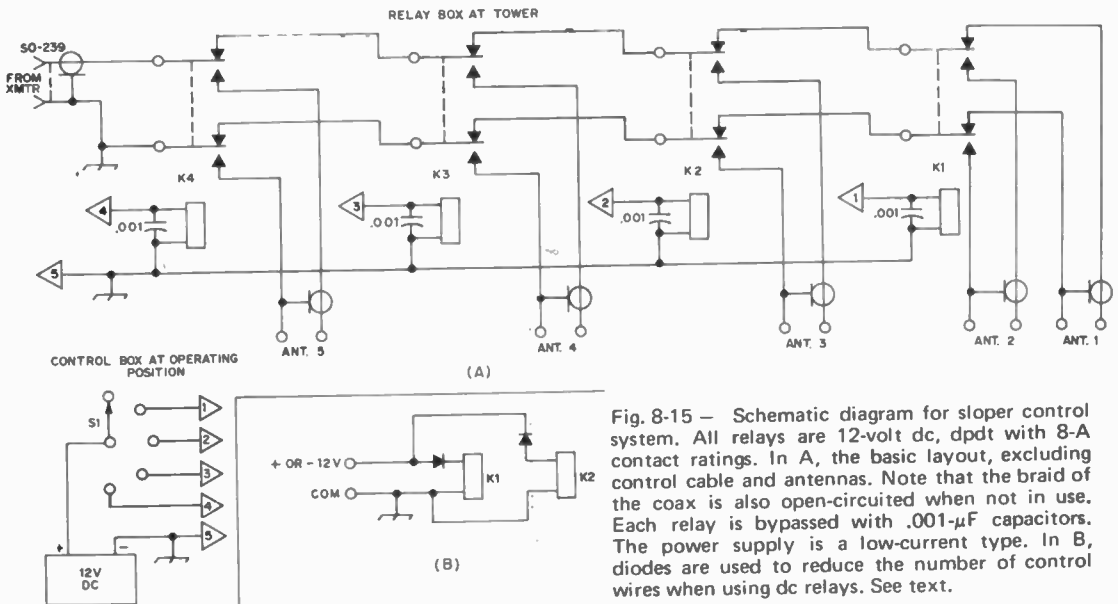 RELAY BOX AT TOWER
SO-239
FROM
XMTR
K4
K3
K2
K1
4
.001
3
.001
2
.001
1
.001
5
ANT. 5
ANT. 4
ANT. 3
ANT. 2
ANT. 1
(A)
CONTROL BOX AT OPERATING
POSITION
S1
1
2
3
4
5
+
-
12V
DC
+ OR - 12V
COM
K1
K2
(B)
Fig. 8-15 — Schematic diagram for sloper control
system. All relays are 12-volt dc, dpdt with 8-A
contact ratings. In A, the basic layout, excluding
control cable and antennas. Note that the braid of
the coax is also open-circuited when not in use.
Each relay is bypassed with .001-μF capacitors.
The power supply is a low-current type. In B,
diodes are used to reduce the number of control
wires when using dc relays. See text.